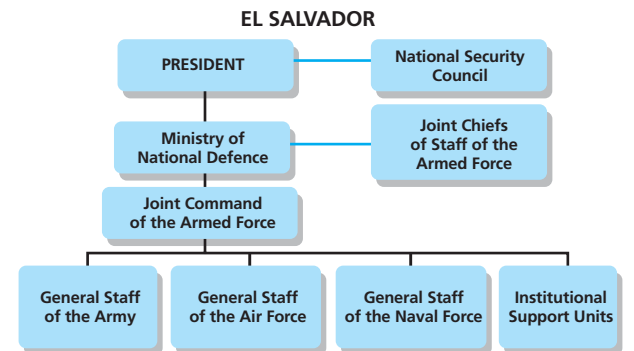 EL SALVADOR
PRESIDENT
National Security
Council
Ministry of
National Defence
Joint Chiefs
of Staff of the
Armed Force
Joint Command
of the Armed Force
General Staff
of the Army
General Staff
of the Air Force
General Staff
of the Naval Force
Institutional
Support Units